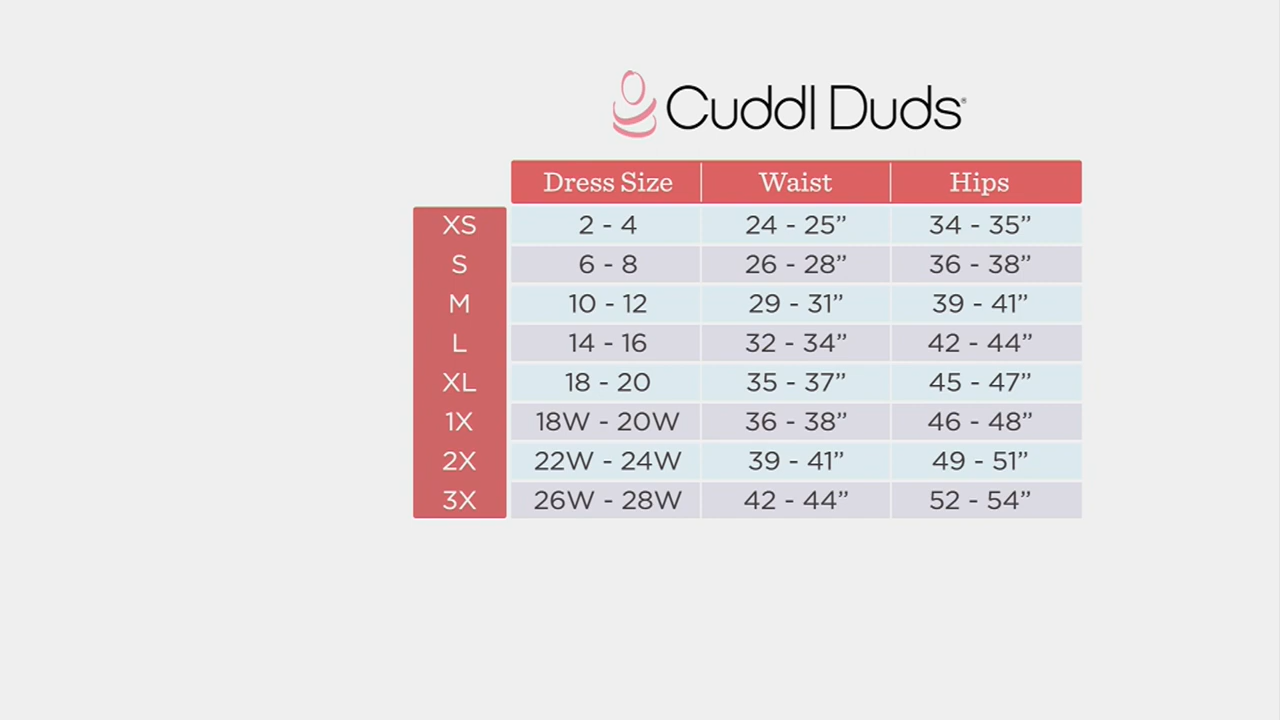 Cuddl Duds®
Dress Size Waist Hips
XS 2 - 4 24 - 25” 34 - 35”
S 6 - 8 26 - 28” 36 - 38”
M 10 - 12 29 - 31” 39 - 41”
L 14 - 16 32 - 34” 42 - 44”
XL 18 - 20 35 - 37” 45 - 47”
1X 18W - 20W 36 - 38” 46 - 48”
2X 22W - 24W 39 - 41” 49 - 51”
3X 26W - 28W 42 - 44” 52 - 54”